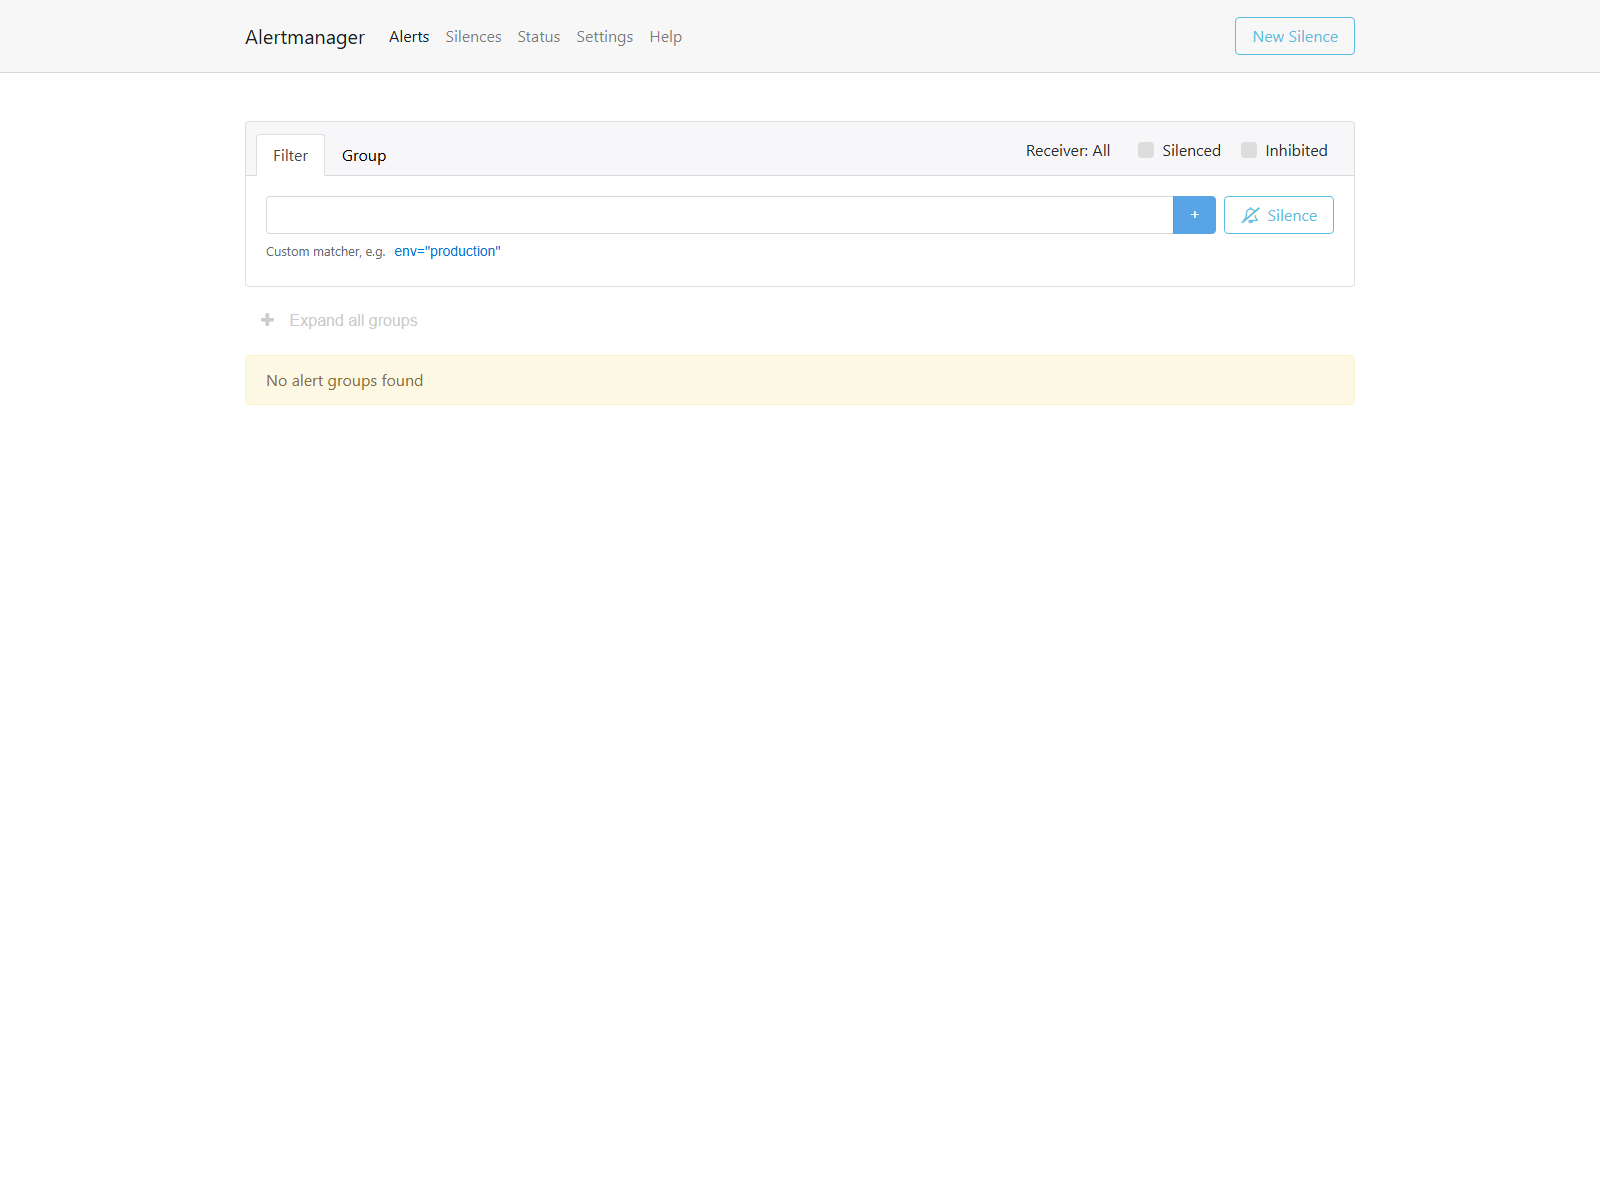 Alertmanager Alerts Silences Status Settings Help New Silence
Filter Group Receiver: All Silenced Inhibited
+ Silence
Custom matcher, e.g. env="production"
Expand all groups
No alert groups found